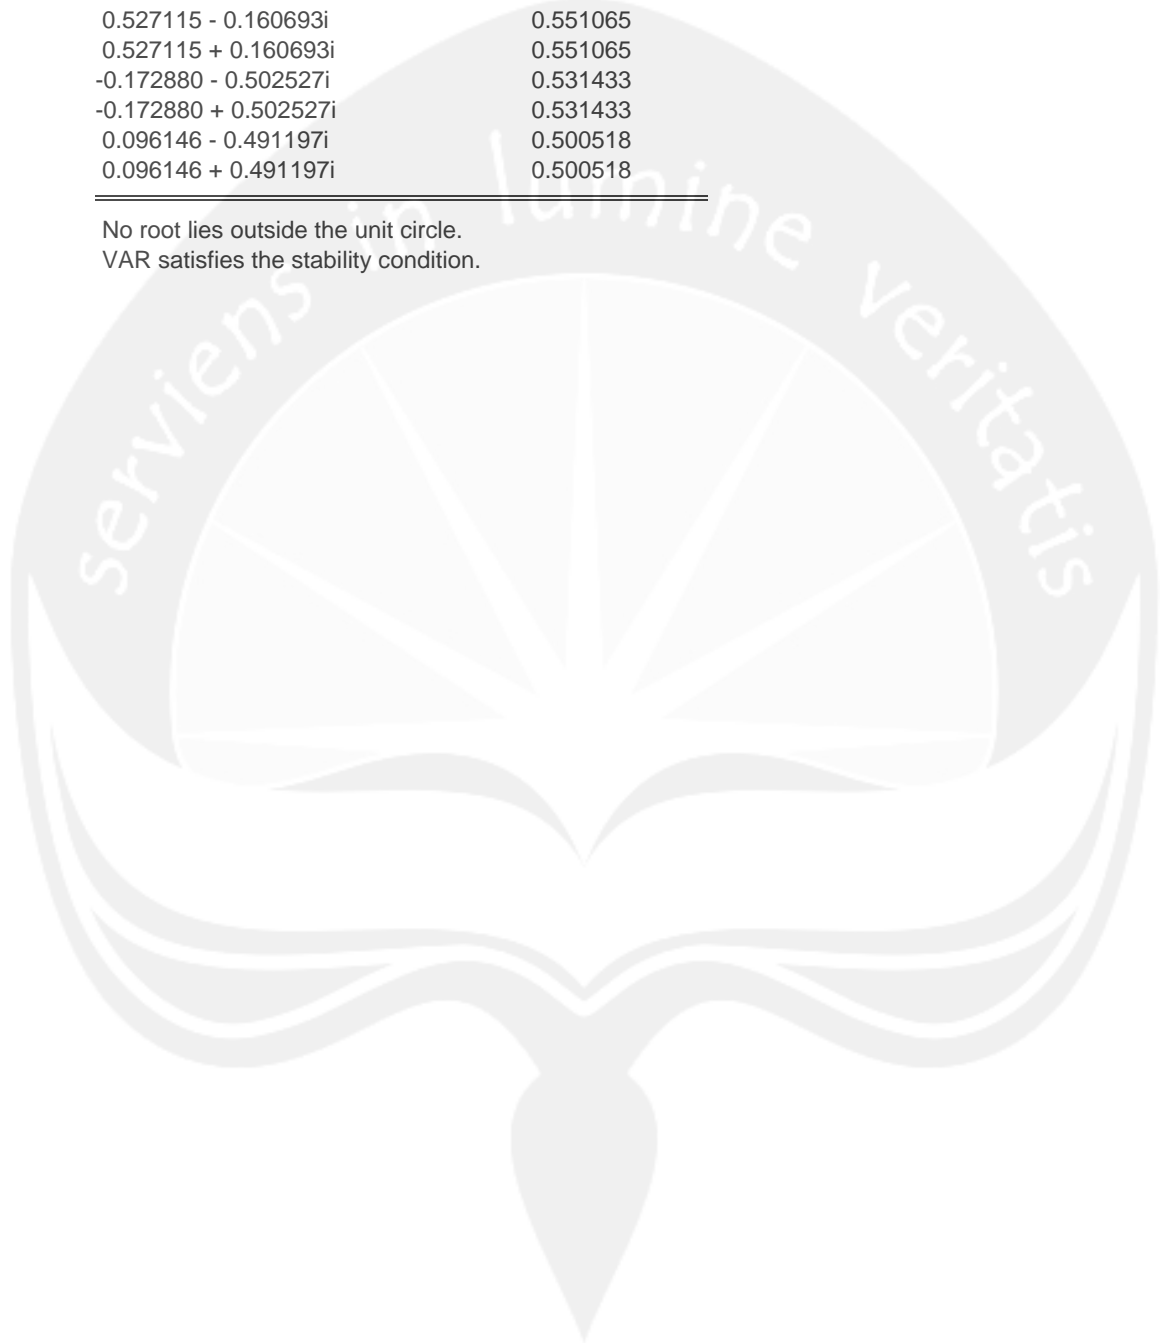 0.527115 - 0.160693i 0.551065
0.527115 + 0.160693i 0.551065
-0.172880 - 0.502527i 0.531433
-0.172880 + 0.502527i 0.531433
0.096146 - 0.491197i 0.500518
0.096146 + 0.491197i 0.500518
No root lies outside the unit circle.
VAR satisfies the stability condition.
serviens in lumine veritatis